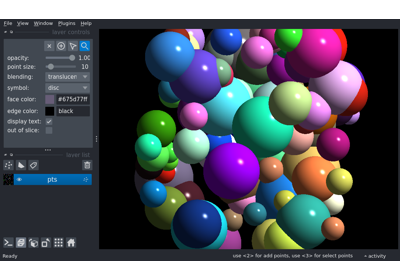 File View Window Plugins Help
layer controls
opacity: 1.00
point size: 10
blending: translucen
symbol: disc
face color: #675d77ff
edge color: black
display text:
out of slice:
layer list
pts
Ready use <2> for add points, use <3> for select points activity